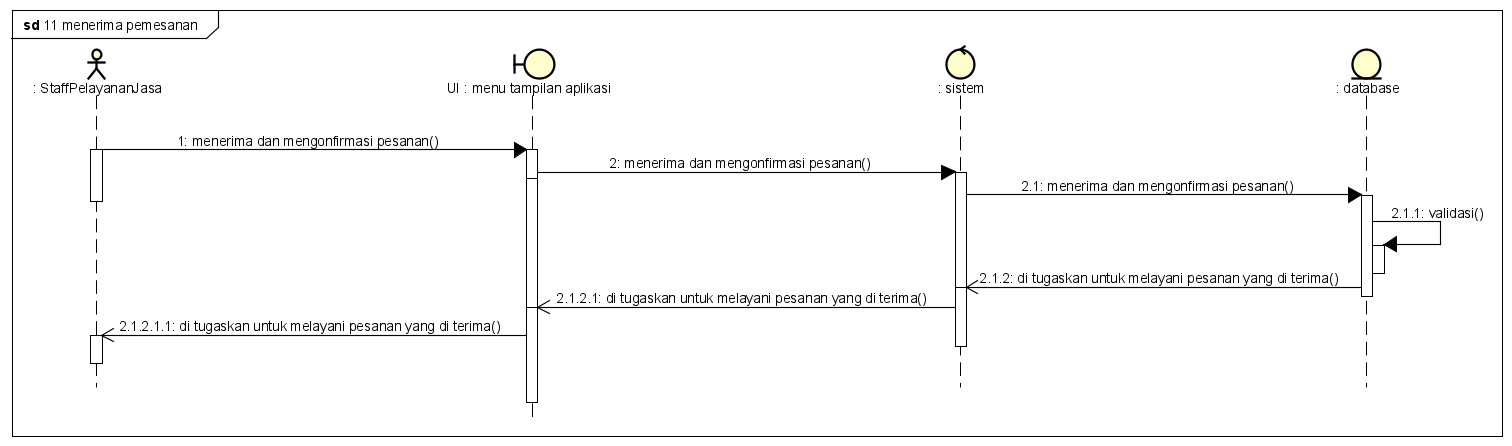 sd 11 menerima pemesanan
: StaffPelayananJasa
UI : menu tampilan aplikasi
: sistem
: database
1: menerima dan mengonfirmasi pesanan()
2: menerima dan mengonfirmasi pesanan()
2.1: menerima dan mengonfirmasi pesanan()
2.1.1: validasi()
2.1.2: di tugaskan untuk melayani pesanan yang di terima()
2.1.2.1: di tugaskan untuk melayani pesanan yang di terima()
2.1.2.1.1: di tugaskan untuk melayani pesanan yang di terima()